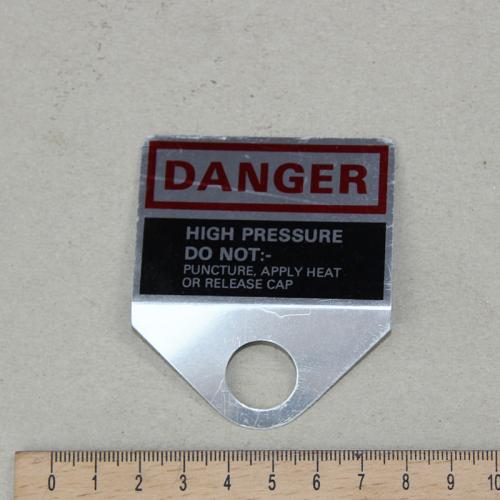 DANGER
HIGH PRESSURE
DO NOT:-
PUNCTURE, APPLY HEAT
OR RELEASE CAP
0 1 2 3 4 5 6 7 8 9 10